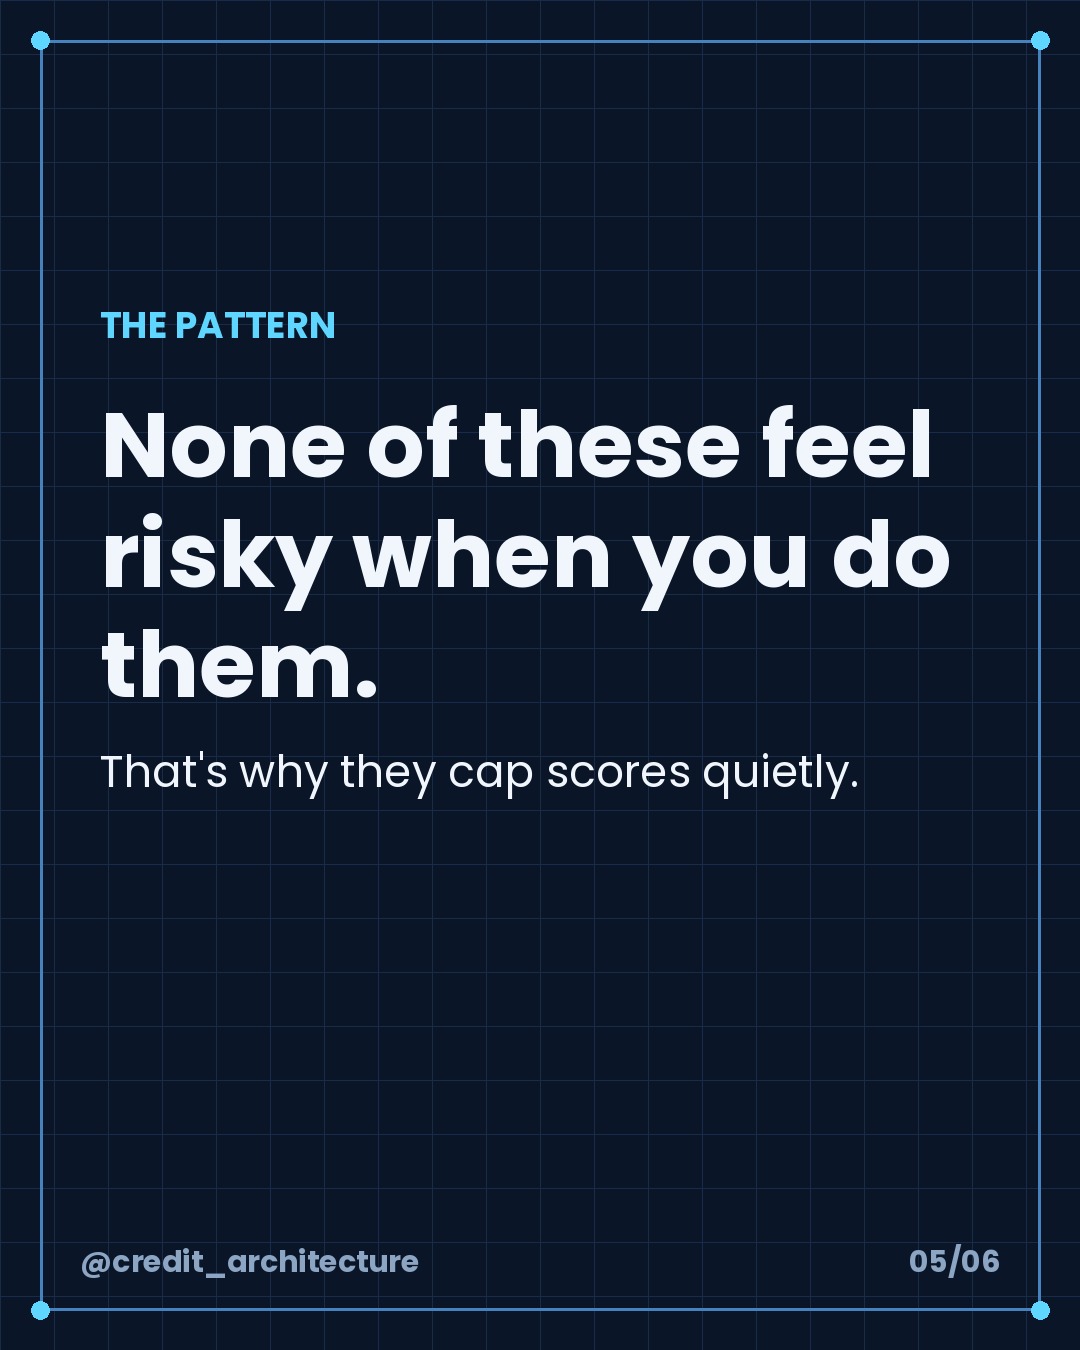 THE PATTERN
None of these feel
risky when you do
them.
That's why they cap scores quietly.
@credit_architecture
05/06